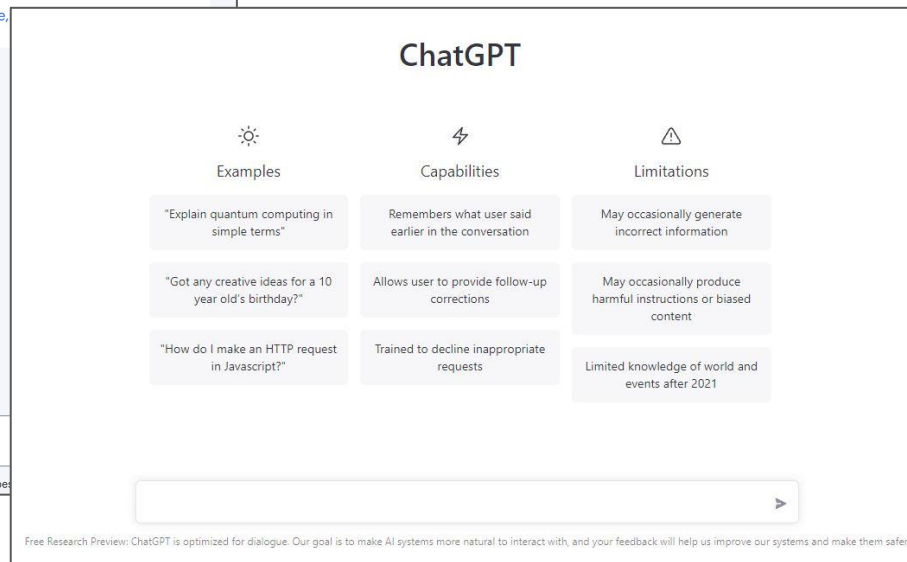 e,
ChatGPT
Examples
"Explain quantum computing in
simple terms"
"Got any creative ideas for a 10
year old's birthday?"
"How do I make an HTTP request
in Javascript?"
Capabilities
Remembers what user said
earlier in the conversation
Allows user to provide follow-up
corrections
Trained to decline inappropriate
requests
Limitations
May occasionally generate
incorrect information
May occasionally produce
harmful instructions or biased
content
Limited knowledge of world and
events after 2021
Free Research Preview: ChatGPT is optimized for dialogue. Our goal is to make AI systems more natural to interact with, and your feedback will help us improve our systems and make them safer